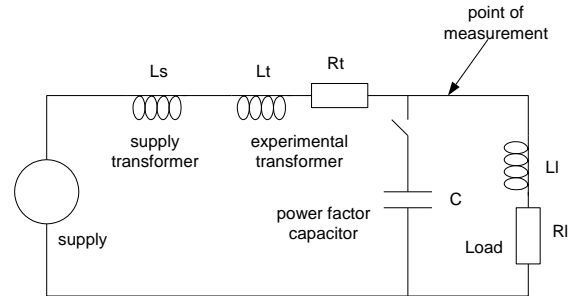 point of
measurement
Ls
Lt
Rt
supply
transformer
experimental
transformer
Ll
C
power factor
capacitor
supply
Load
Rl